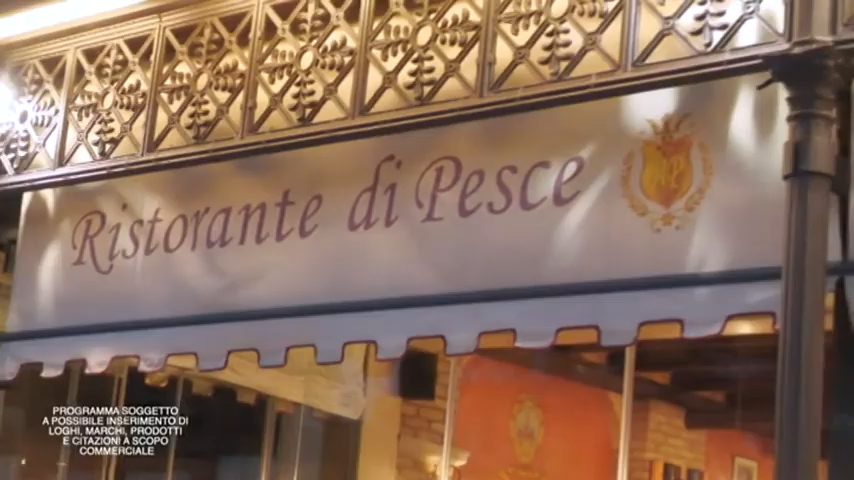 Ristorante di Pesce
PROGRAMMA SOGGETTO
A POSSIBILE INSERIMENTO DI
LOGHI, MARCHI, PRODOTTI
E CITAZIONI A SCOPO
COMMERCIALE